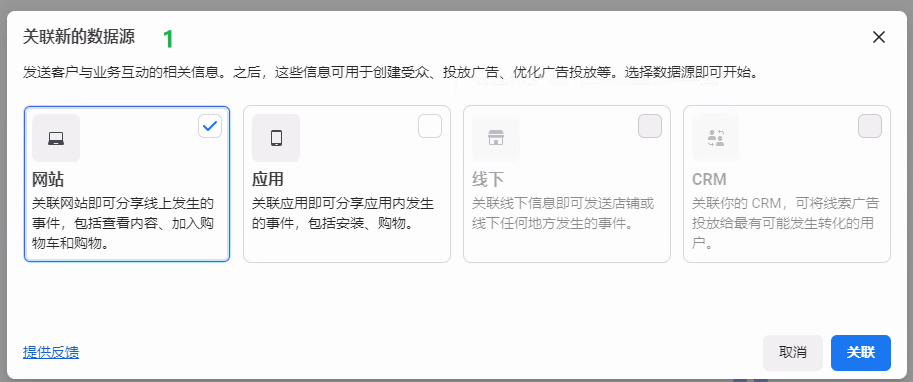 关联新的数据源 1
发送客户与业务互动的相关信息。之后，这些信息可用于创建受众、投放广告、优化广告投放等。选择数据源即可开始。
网站
关联网站即可分享线上发生的
事件，包括查看内容、加入购
物车和购物。
应用
关联应用即可分享应用内发生
的事件，包括安装、购物。
线下
关联线下信息即可发送店铺或
线下任何地方发生的事件。
CRM
关联你的 CRM，可将线索广告
投放给最有可能发生转化的用
户。
提供反馈
取消
关联